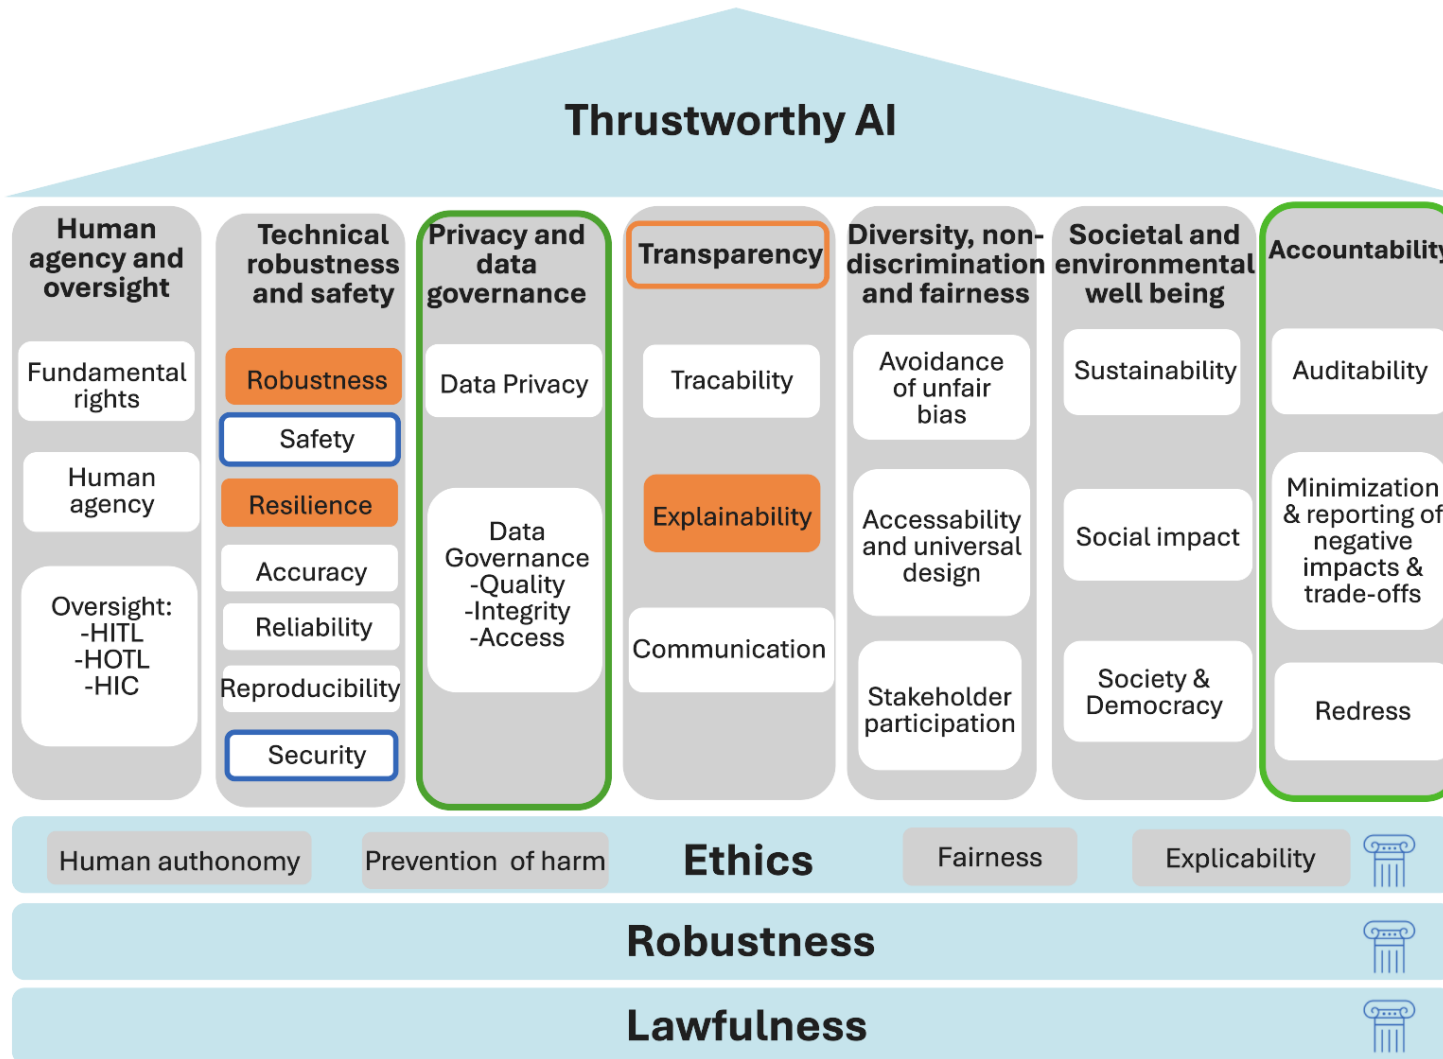 Thrustworthy AI
Human
agency and
oversight
Fundamental
rights
Human
agency
Oversight:
-HITL
-HOTL
-HIC
Technical
robustness
and safety
Robustness
Safety
Resilience
Accuracy
Reliability
Reproducibility
Security
Privacy and
data
governance
Data Privacy
Data
Governance
-Quality
-Integrity
-Access
Transparency
Tracability
Explainability
Communication
Diversity, non-
discrimination
and fairness
Avoidance
of unfair
bias
Accessability
and universal
design
Stakeholder
participation
Societal and
environmental
well being
Sustainability
Social impact
Society &
Democracy
Accountability
Auditability
Minimization
& reporting of
negative
impacts &
trade-offs
Redress
Human authonomy
Prevention of harm
Ethics
Fairness
Explicability
Robustness
Lawfulness